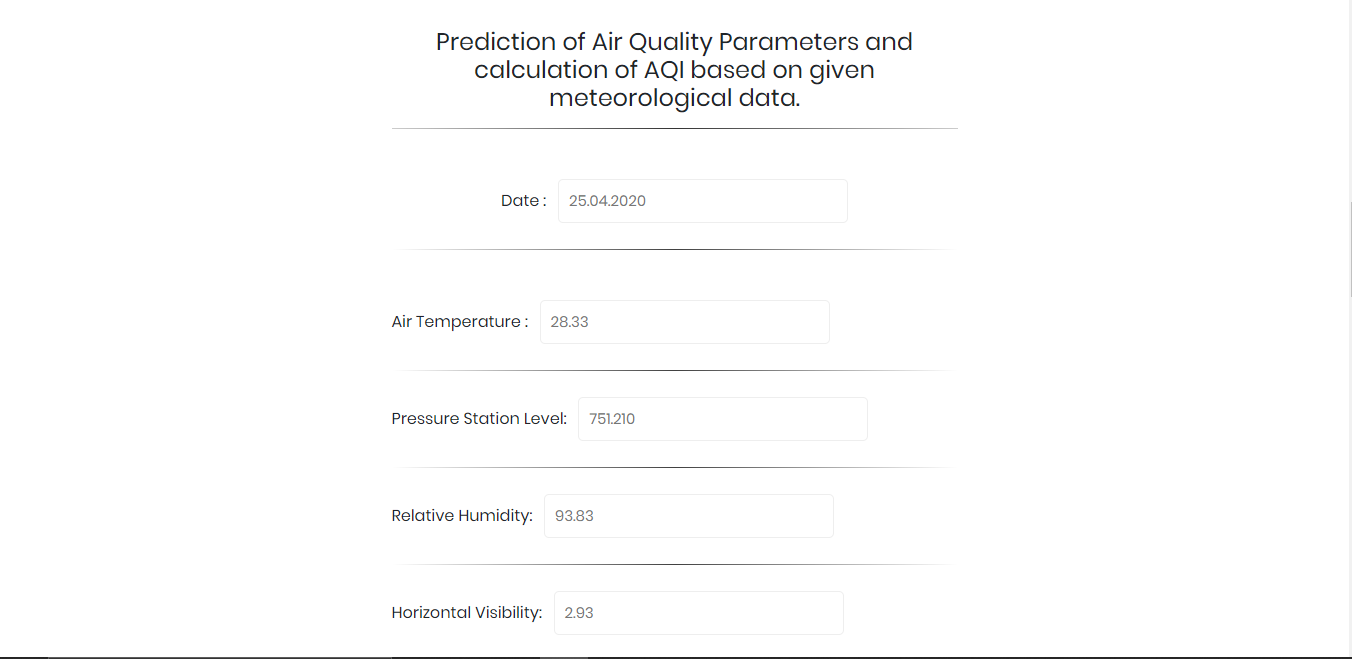 Prediction of Air Quality Parameters and
calculation of AQI based on given
meteorological data.
Date : 25.04.2020
Air Temperature : 28.33
Pressure Station Level: 751.210
Relative Humidity: 93.83
Horizontal Visibility: 2.93